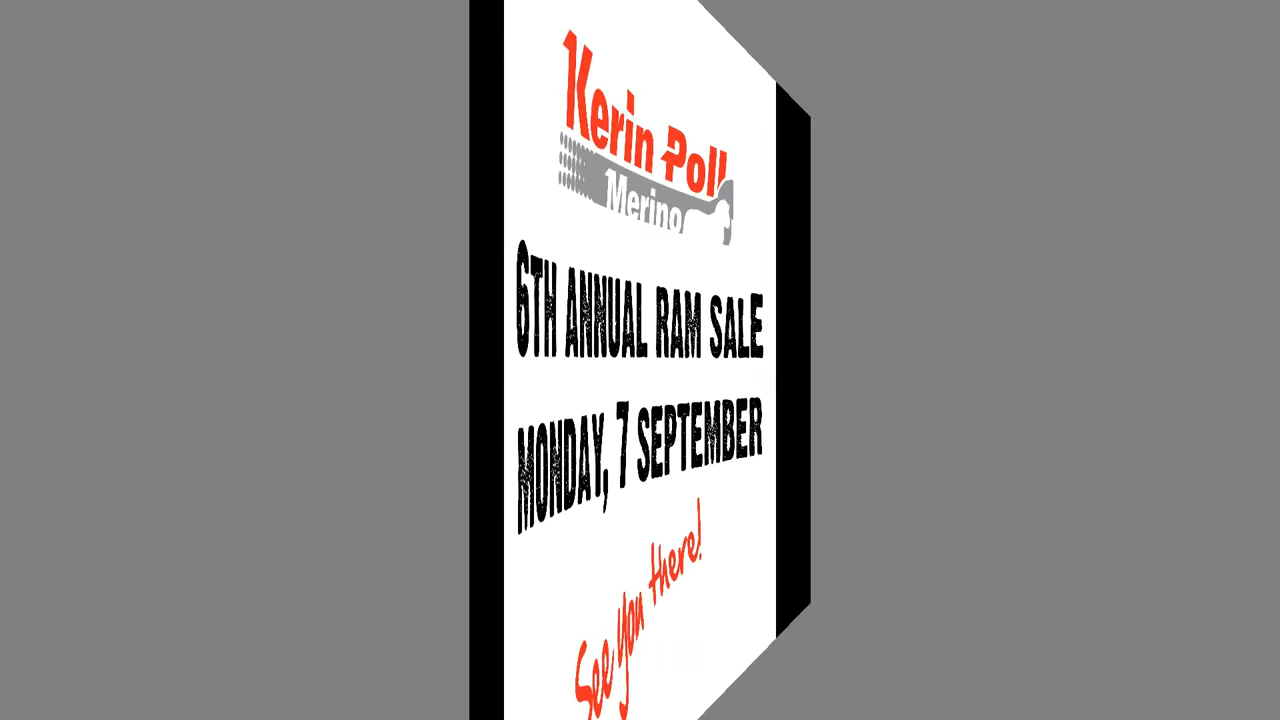 Kerin Poll
Merino
6TH ANNUAL RAM SALE
MONDAY, 7 SEPTEMBER
See you there!